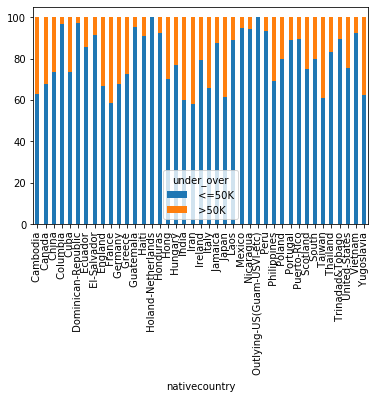 100
80
60
40
20
0
under_over
<=50K
>50K
Cambodia
Canada
China
Columbia
Cuba
Dominican-Republic
Ecuador
El-Salvador
England
France
Germany
Greece
Guatemala
Haiti
Holand-Netherlands
Honduras
Hong
Hungary
India
Iran
Ireland
Italy
Jamaica
Japan
Laos
Mexico
Nicaragua
Outlying-US(Guam-USVI-etc)
Peru
Philippines
Poland
Portugal
Puerto-Rico
Scotland
South
Taiwan
Thailand
Trinadad&Tobago
United-States
Vietnam
Yugoslavia
nativecountry